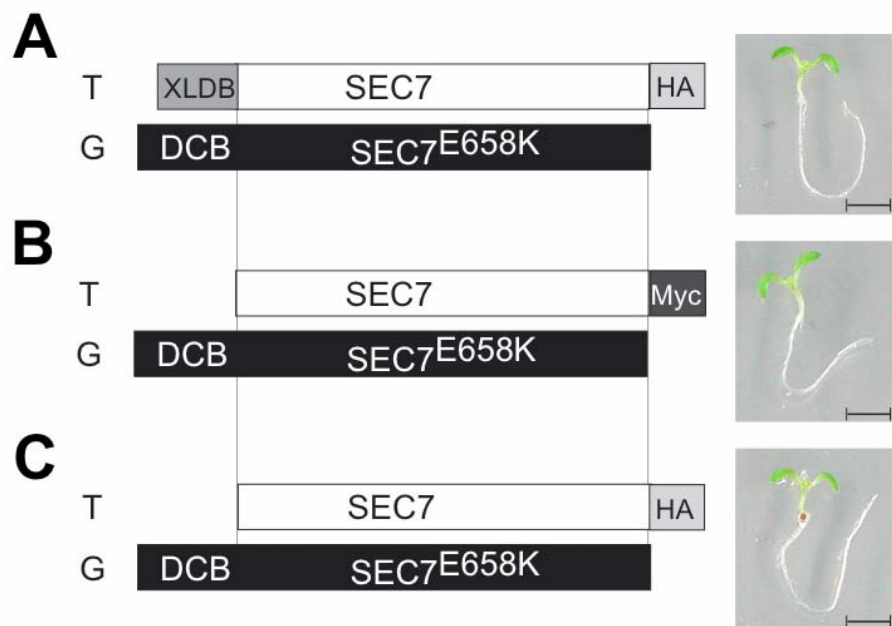 A
T XLDB SEC7 HA
G DCB SEC7E658K
B
T SEC7 Myc
G DCB SEC7E658K
C
T SEC7 HA
G DCB SEC7E658K